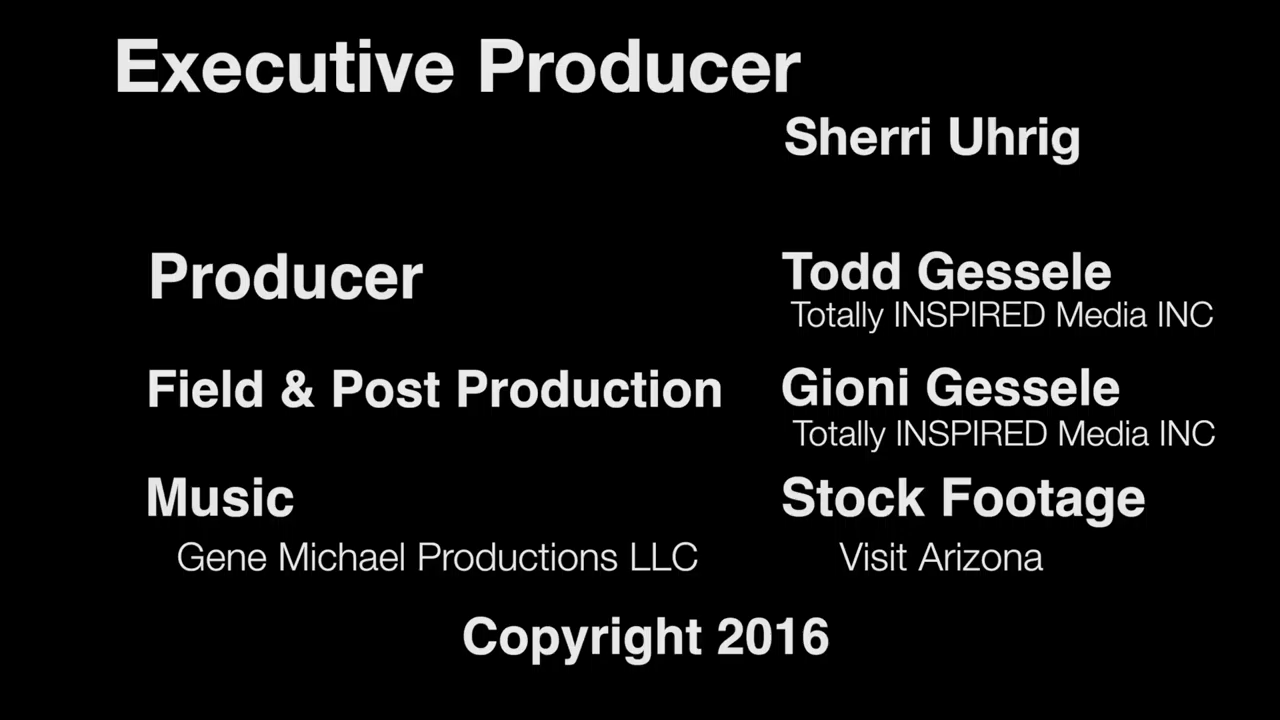 Executive Producer
Sherri Uhrig
Producer
Todd Gessele
Totally INSPIRED Media INC
Field & Post Production
Gioni Gessele
Totally INSPIRED Media INC
Music
Stock Footage
Gene Michael Productions LLC
Visit Arizona
Copyright 2016